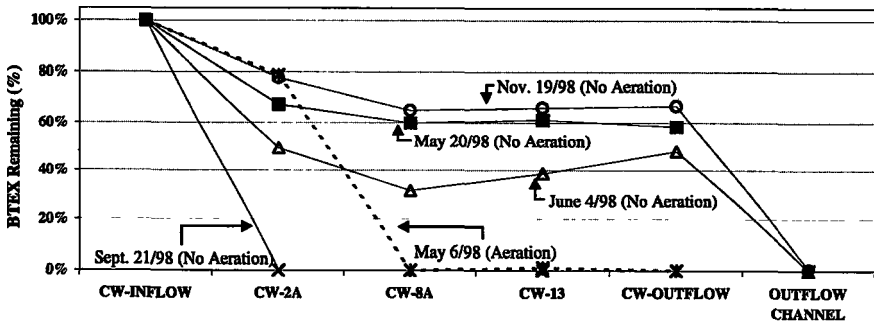 100%
80%
60%
40%
20%
0%
BTEX Remaining (%)
Nov. 19/98 (No Aeration)
May 20/98 (No Aeration)
June 4/98 (No Aeration)
Sept. 21/98 (No Aeration)
May 6/98 (Aeration)
CW-INFLOW
CW-2A
CW-8A
CW-13
CW-OUTFLOW
OUTFLOW
CHANNEL